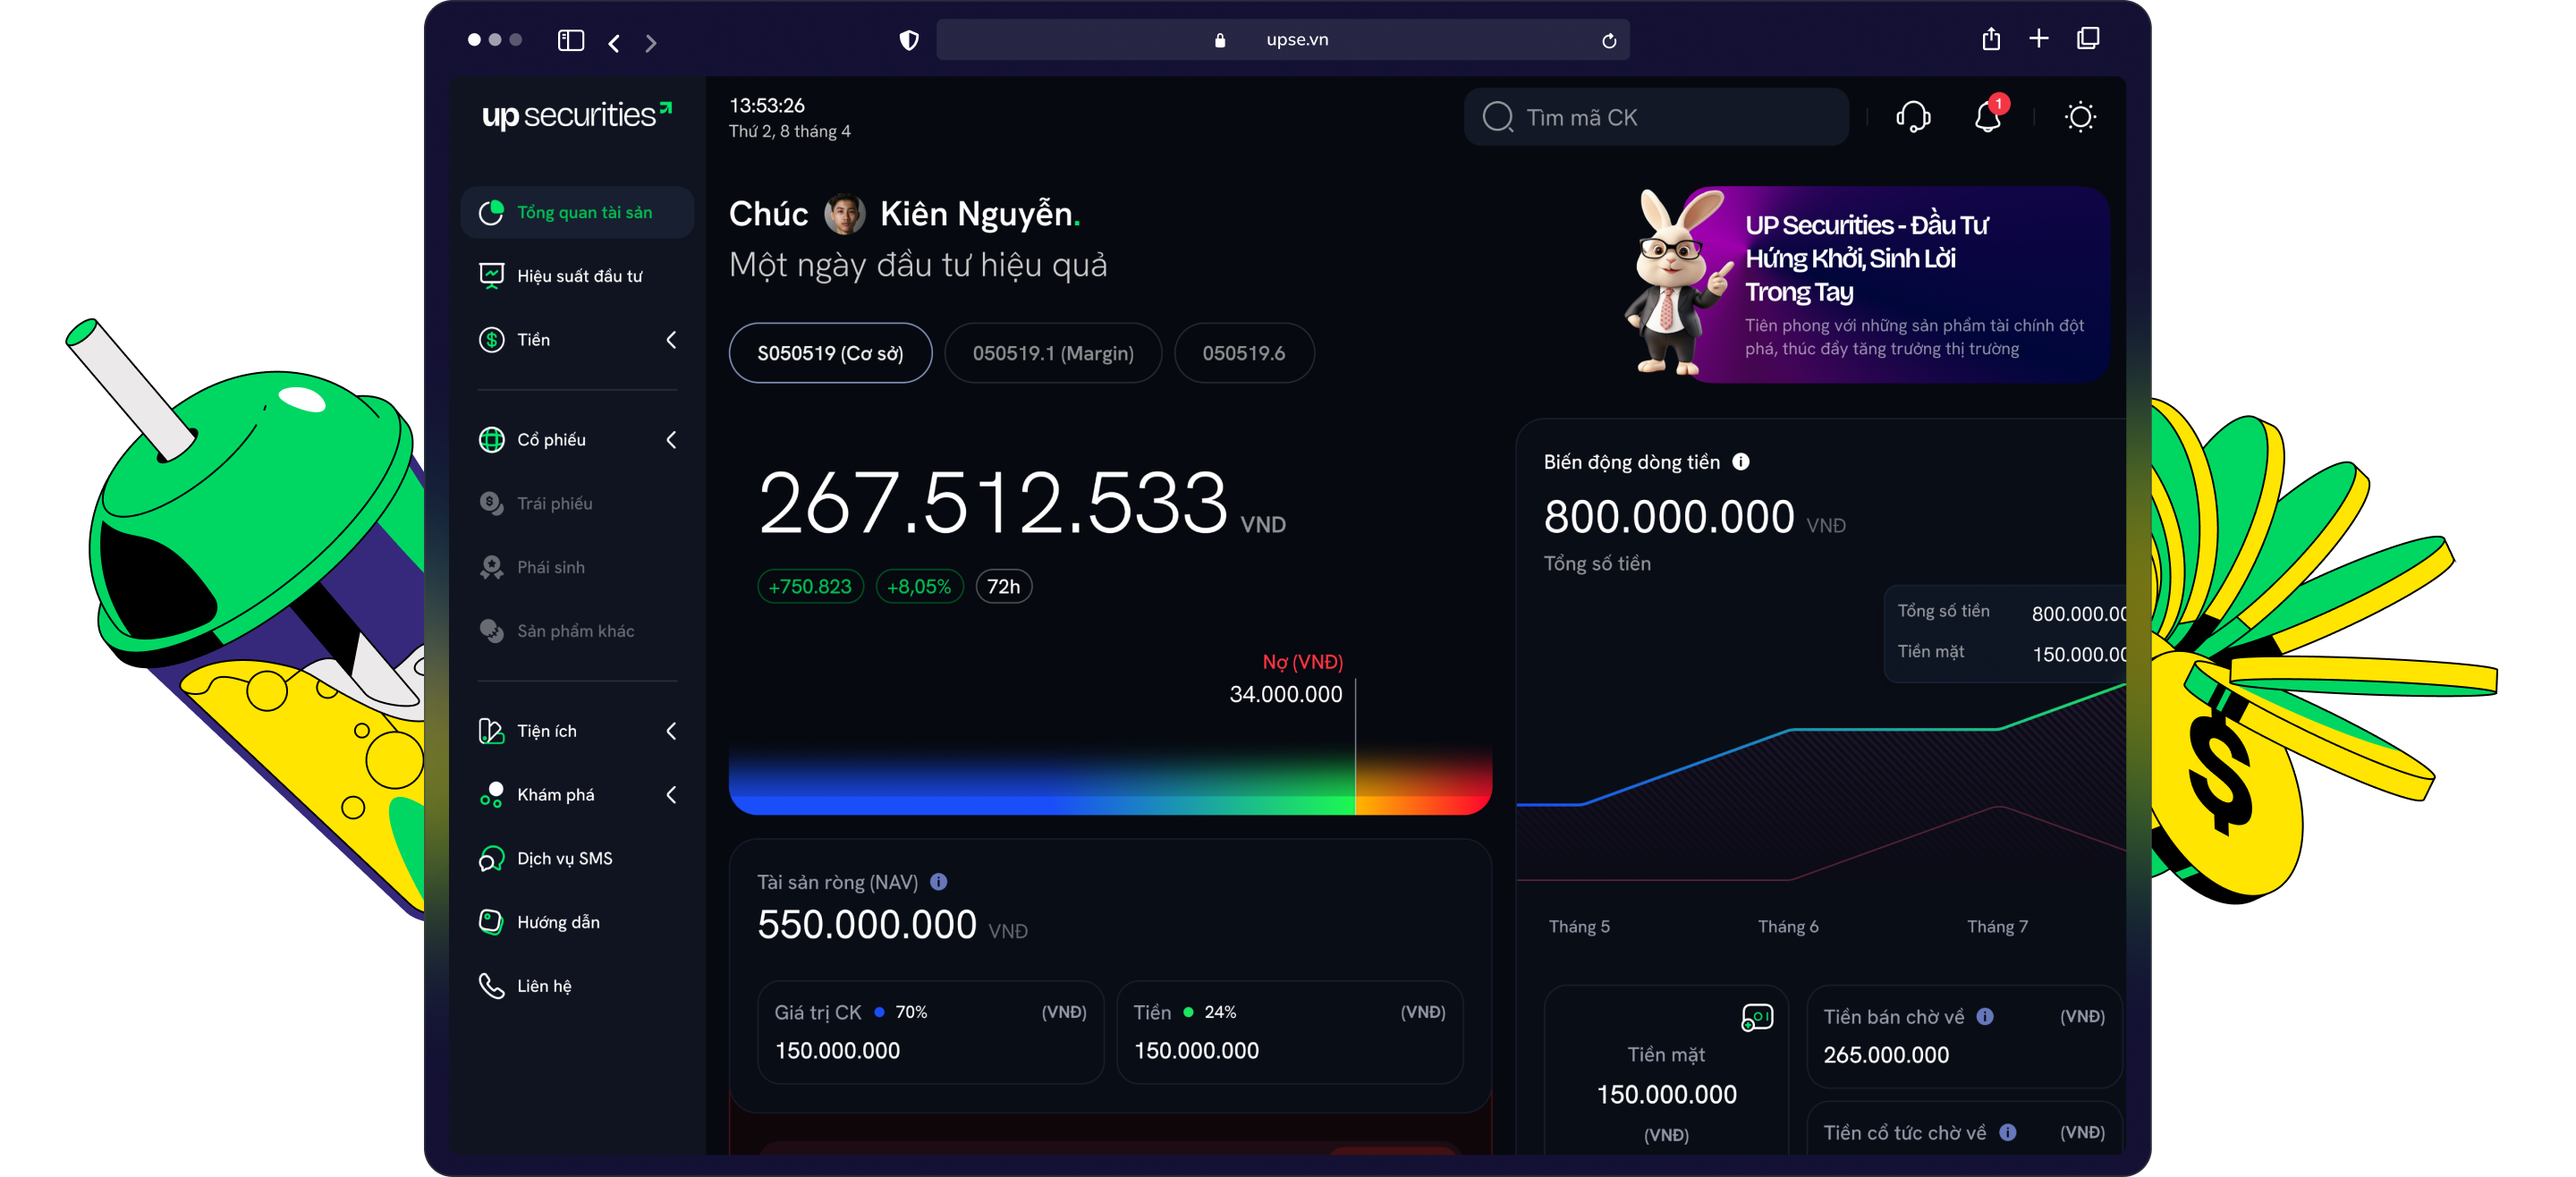 upse.vn
up securities
13:53:26
Thứ 2, 8 tháng 4
Tìm mã CK
1
Tổng quan tài sản
Hiệu suất đầu tư
$ Tiền
Cổ phiếu
Trái phiếu
Phái sinh
Sản phẩm khác
Tiện ích
Khám phá
Dịch vụ SMS
Hướng dẫn
Liên hệ
Chúc Kiên Nguyễn.
Một ngày đầu tư hiệu quả
S050519 (Cơ sở)
050519.1 (Margin)
050519.6
UP Securities - Đầu Tư
Hứng Khởi, Sinh Lời
Trong Tay
Tiên phong với những sản phẩm tài chính đột
phá, thúc đẩy tăng trưởng thị trường
267.512.533 VND
+750.823
+8,05%
72h
Nợ (VNĐ)
34.000.000
Tài sản ròng (NAV)
550.000.000 VNĐ
Giá trị CK 70% (VNĐ)
150.000.000
Tiền 24% (VNĐ)
150.000.000
Biến động dòng tiền
800.000.000 VNĐ
Tổng số tiền
Tổng số tiền 800.000.00
Tiền mặt 150.000.00
Tháng 5
Tháng 6
Tháng 7
Tiền mặt
150.000.000
(VNĐ)
Tiền bán chờ về (VNĐ)
265.000.000
Tiền cổ tức chờ về (VNĐ)
$